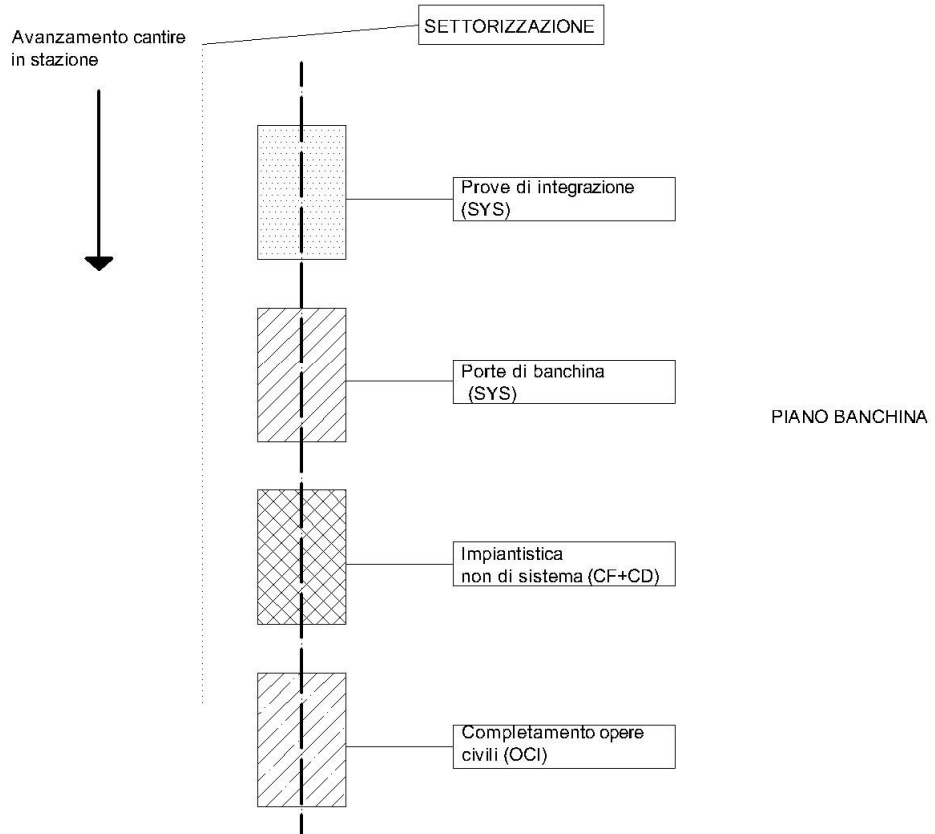 SETTORIZZAZIONE
Avanzamento cantire
in stazione
Prove di integrazione
(SYS)
Porte di banchina
(SYS)
PIANO BANCHINA
Impiantistica
non di sistema (CF+CD)
Completamento opere
civili (OCI)